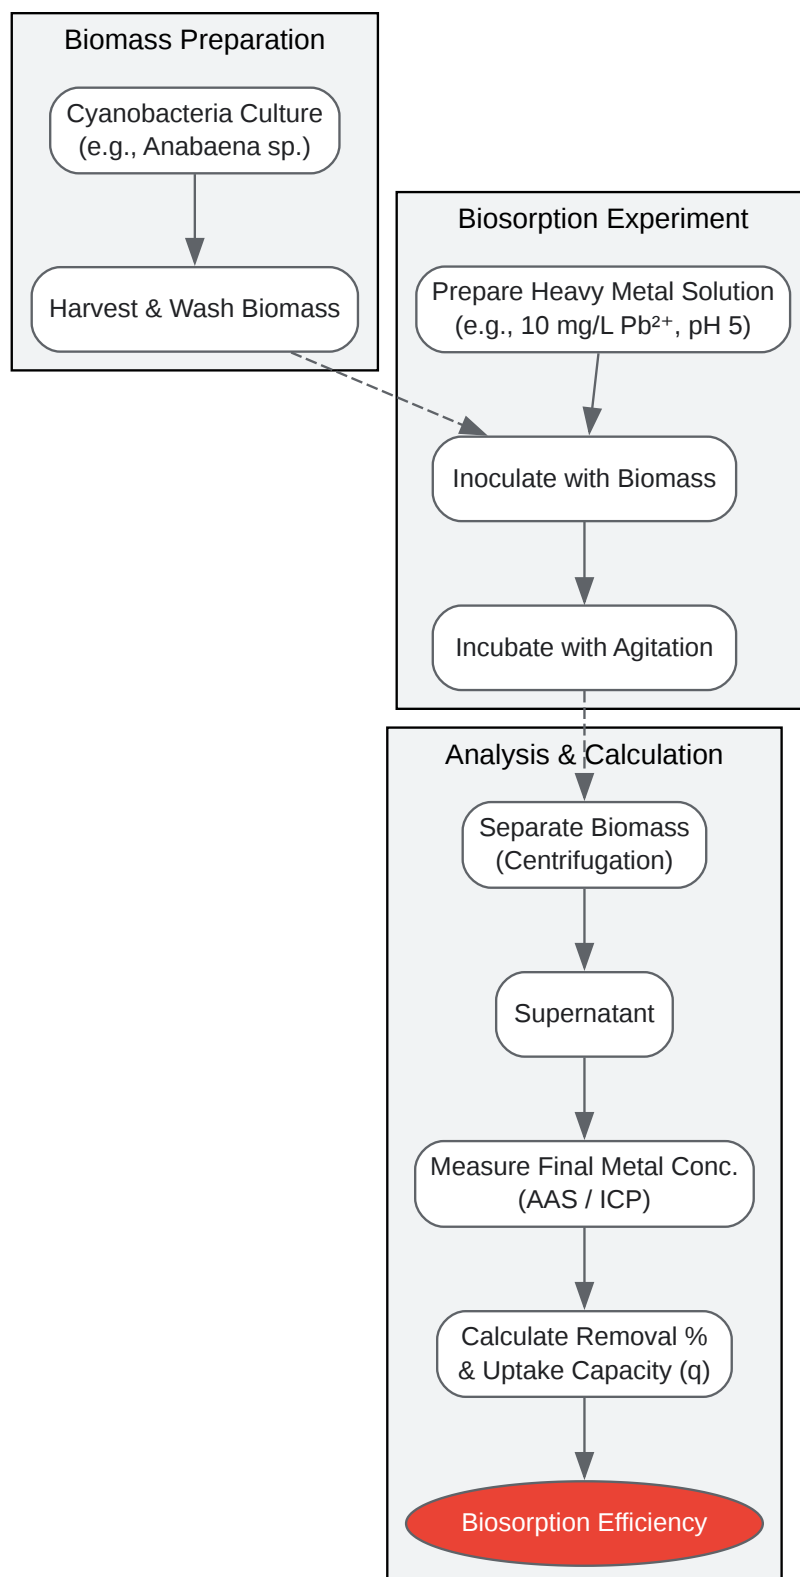 Biomass Preparation
Cyanobacteria Culture
(e.g., Anabaena sp.)
Harvest & Wash Biomass
Biosorption Experiment
Prepare Heavy Metal Solution
(e.g., 10 mg/L Pb²⁺, pH 5)
Inoculate with Biomass
Incubate with Agitation
Analysis & Calculation
Separate Biomass
(Centrifugation)
Supernatant
Measure Final Metal Conc.
(AAS / ICP)
Calculate Removal %
& Uptake Capacity (q)
Biosorption Efficiency